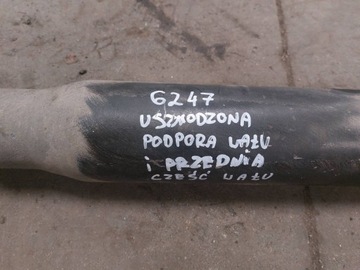 6247
USZKODZONA
PODPORA WAŁU
i PRZEDNIA
CZĘŚĆ WAŁU